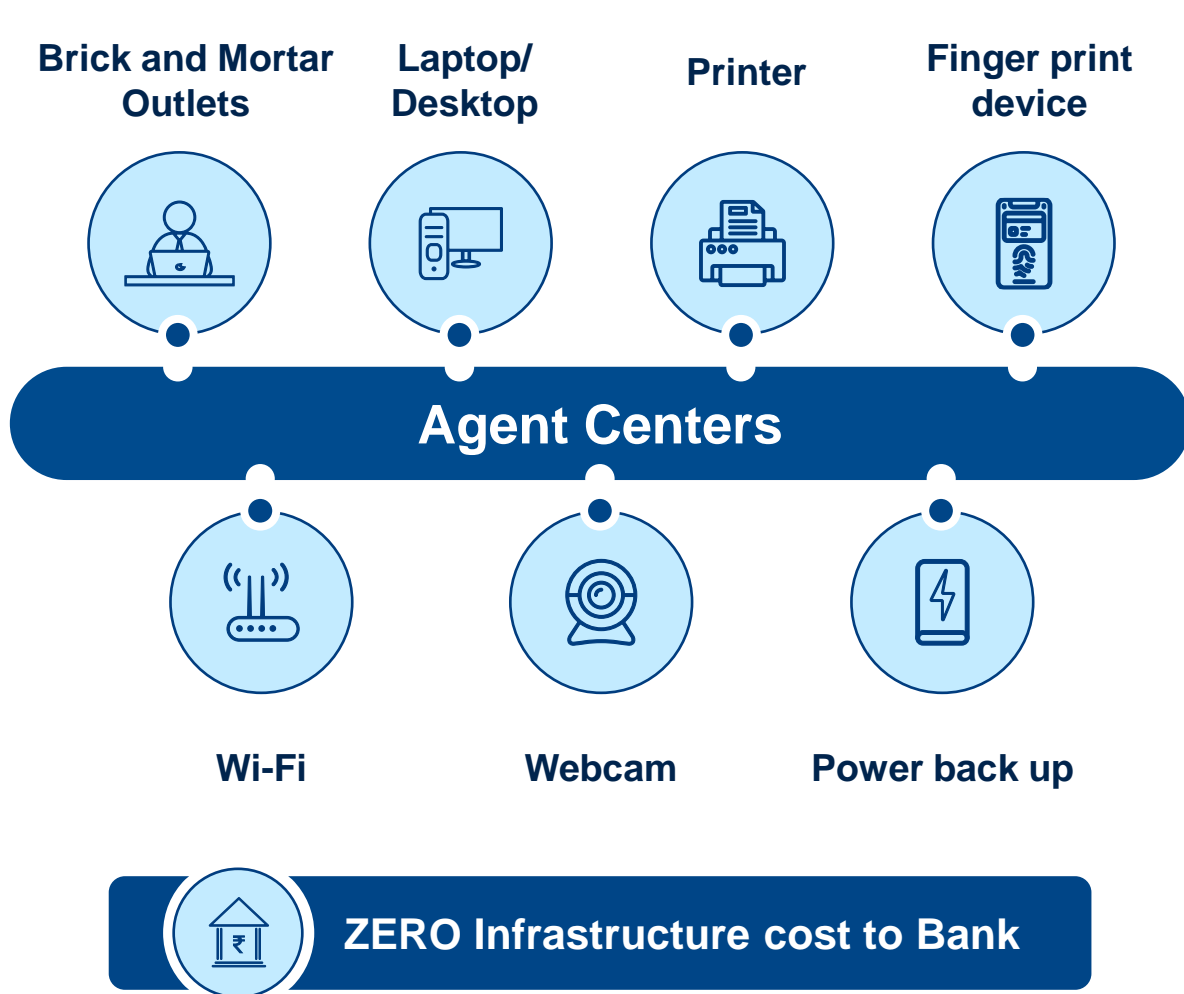 Brick and Mortar
Outlets
Laptop/
Desktop
Printer
Finger print
device
Agent Centers
Wi-Fi
Webcam
Power back up
₹
ZERO Infrastructure cost to Bank